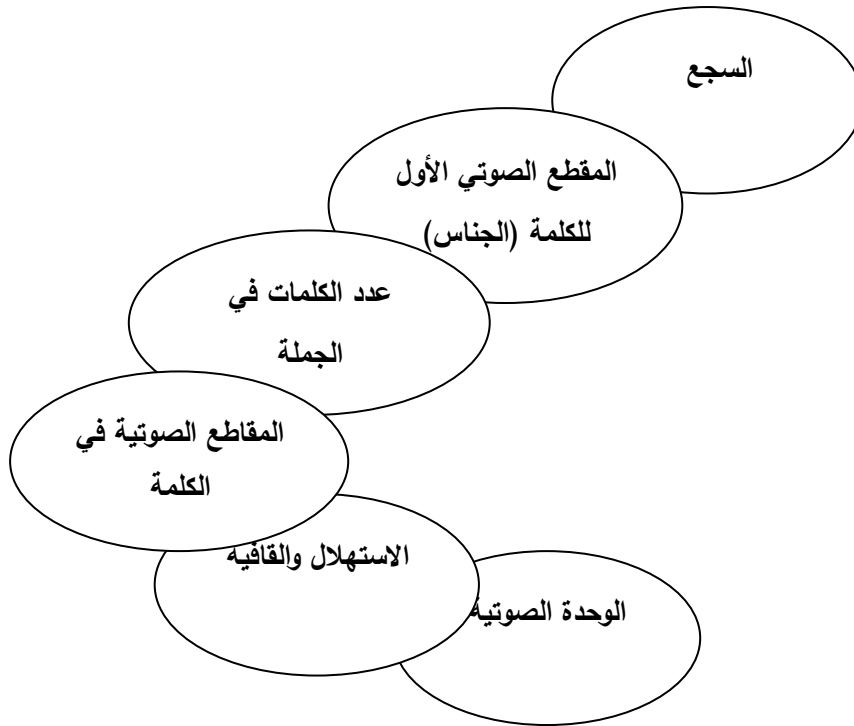 السجع
المقطع الصوتي الأول
للكلمة (الجناس)
عدد الكلمات في
الجملة
المقاطع الصوتية في
الكلمة
الاستهلال والقافية
الوحدة الصوتية